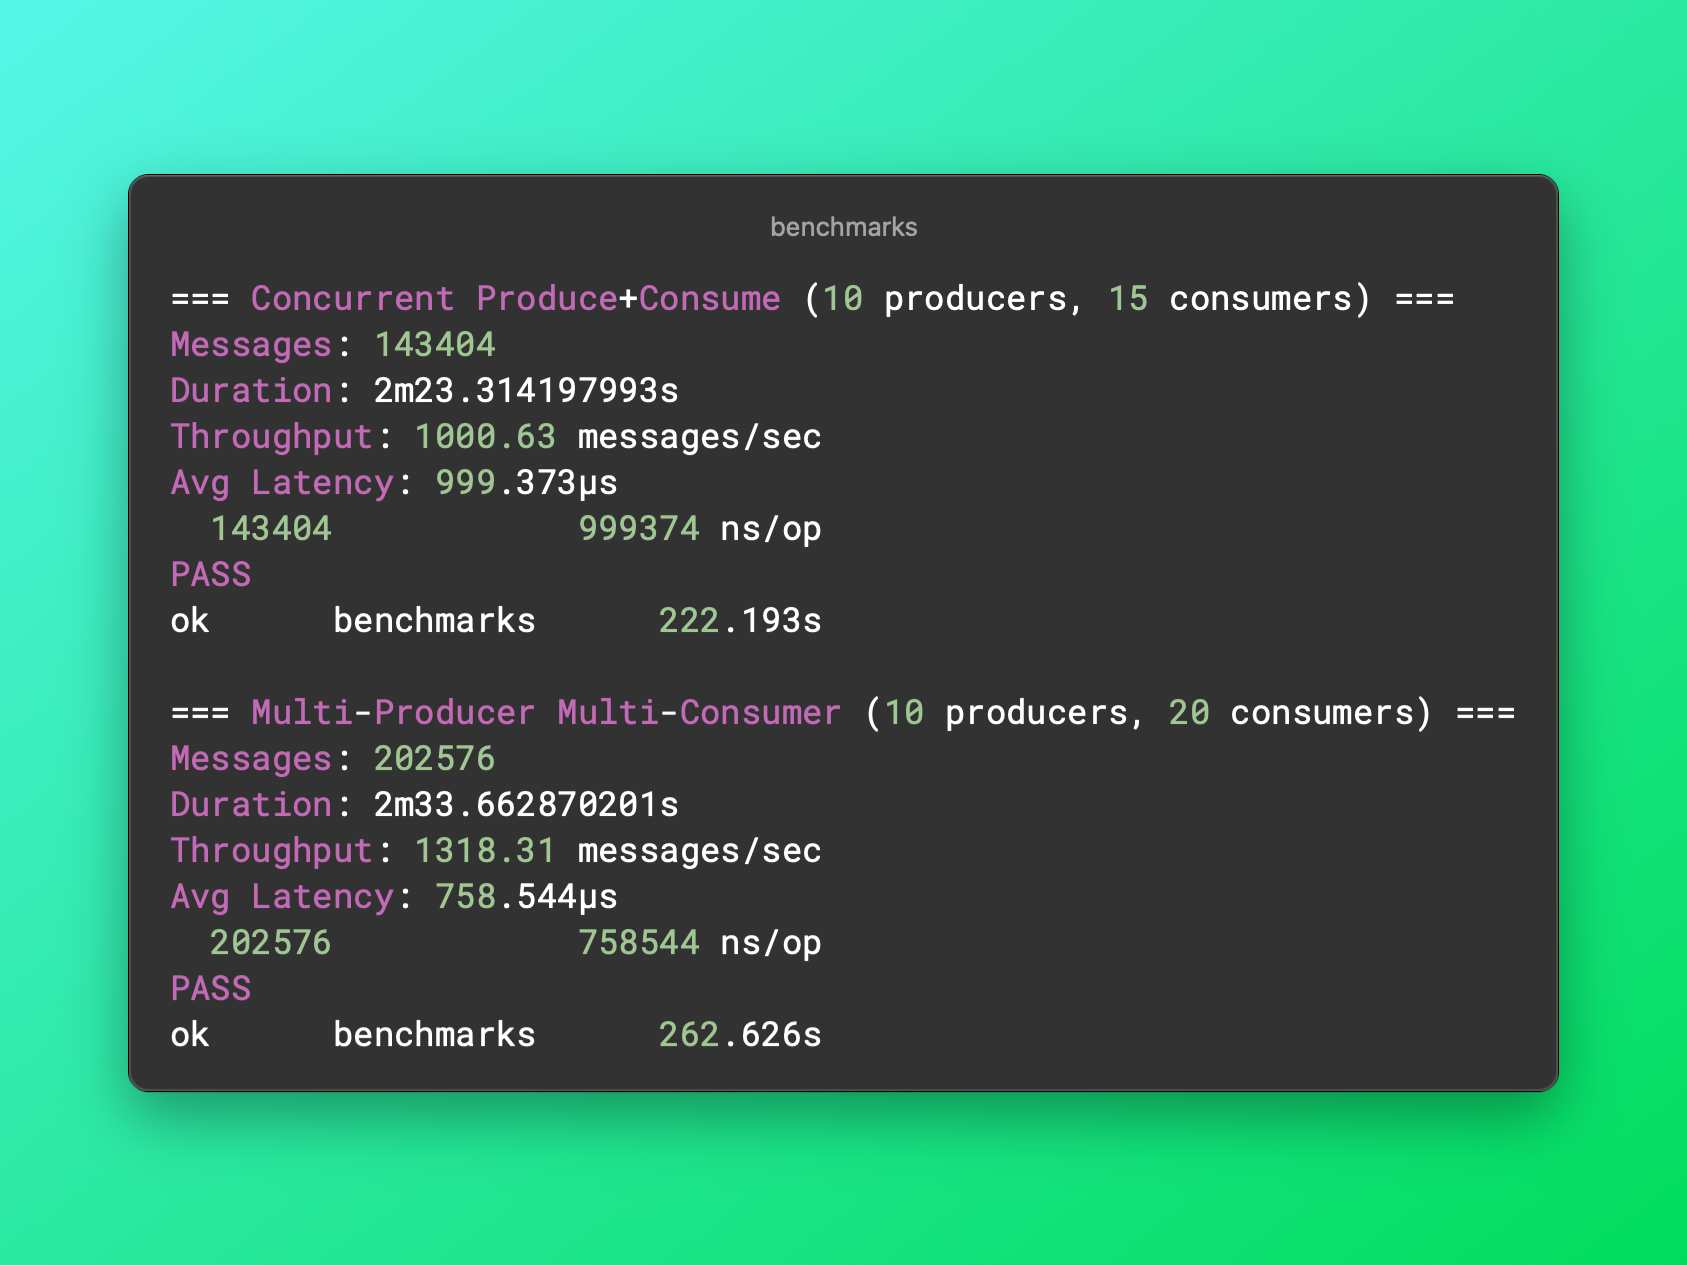 benchmarks
=== Concurrent Produce+Consume (10 producers, 15 consumers) ===
Messages: 143404
Duration: 2m23.314197993s
Throughput: 1000.63 messages/sec
Avg Latency: 999.373µs
  143404            999374 ns/op
PASS
ok      benchmarks      222.193s

=== Multi-Producer Multi-Consumer (10 producers, 20 consumers) ===
Messages: 202576
Duration: 2m33.662870201s
Throughput: 1318.31 messages/sec
Avg Latency: 758.544µs
  202576            758544 ns/op
PASS
ok      benchmarks      262.626s